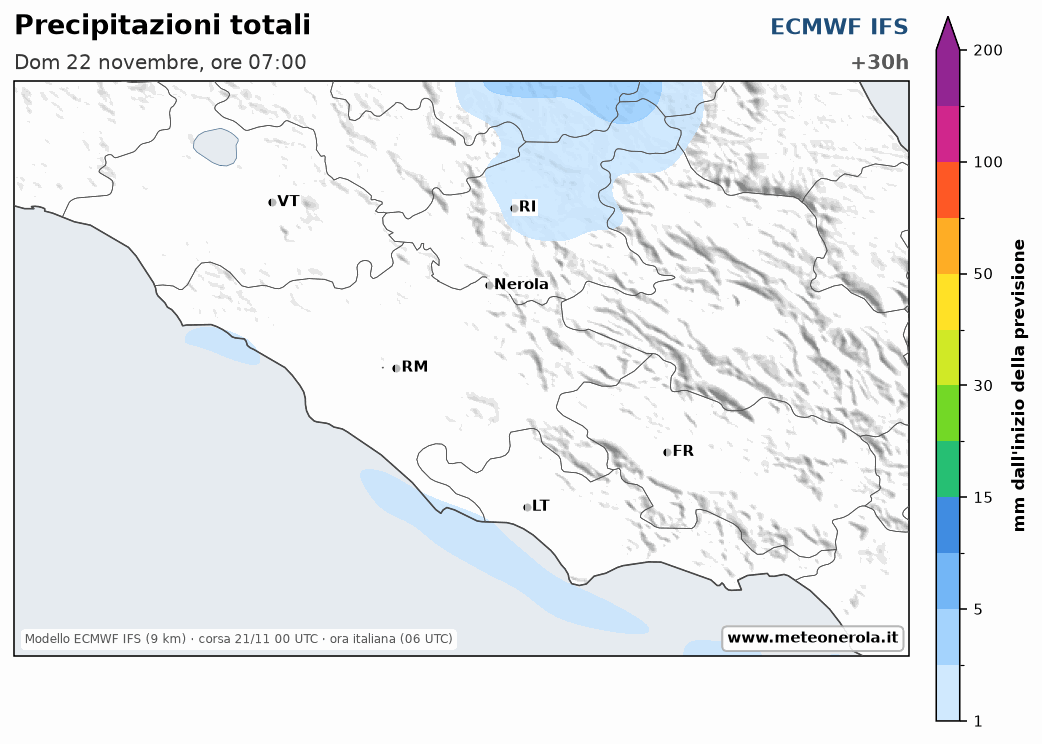 Precipitazioni totali
ECMWF IFS
Dom 22 novembre, ore 07:00
+30h
200
100
50
30
15
5
1
mm dall'inizio della previsione
VT
RI
Nerola
RM
FR
LT
Modello ECMWF IFS (9 km) · corsa 21/11 00 UTC · ora italiana (06 UTC)
www.meteonerola.it